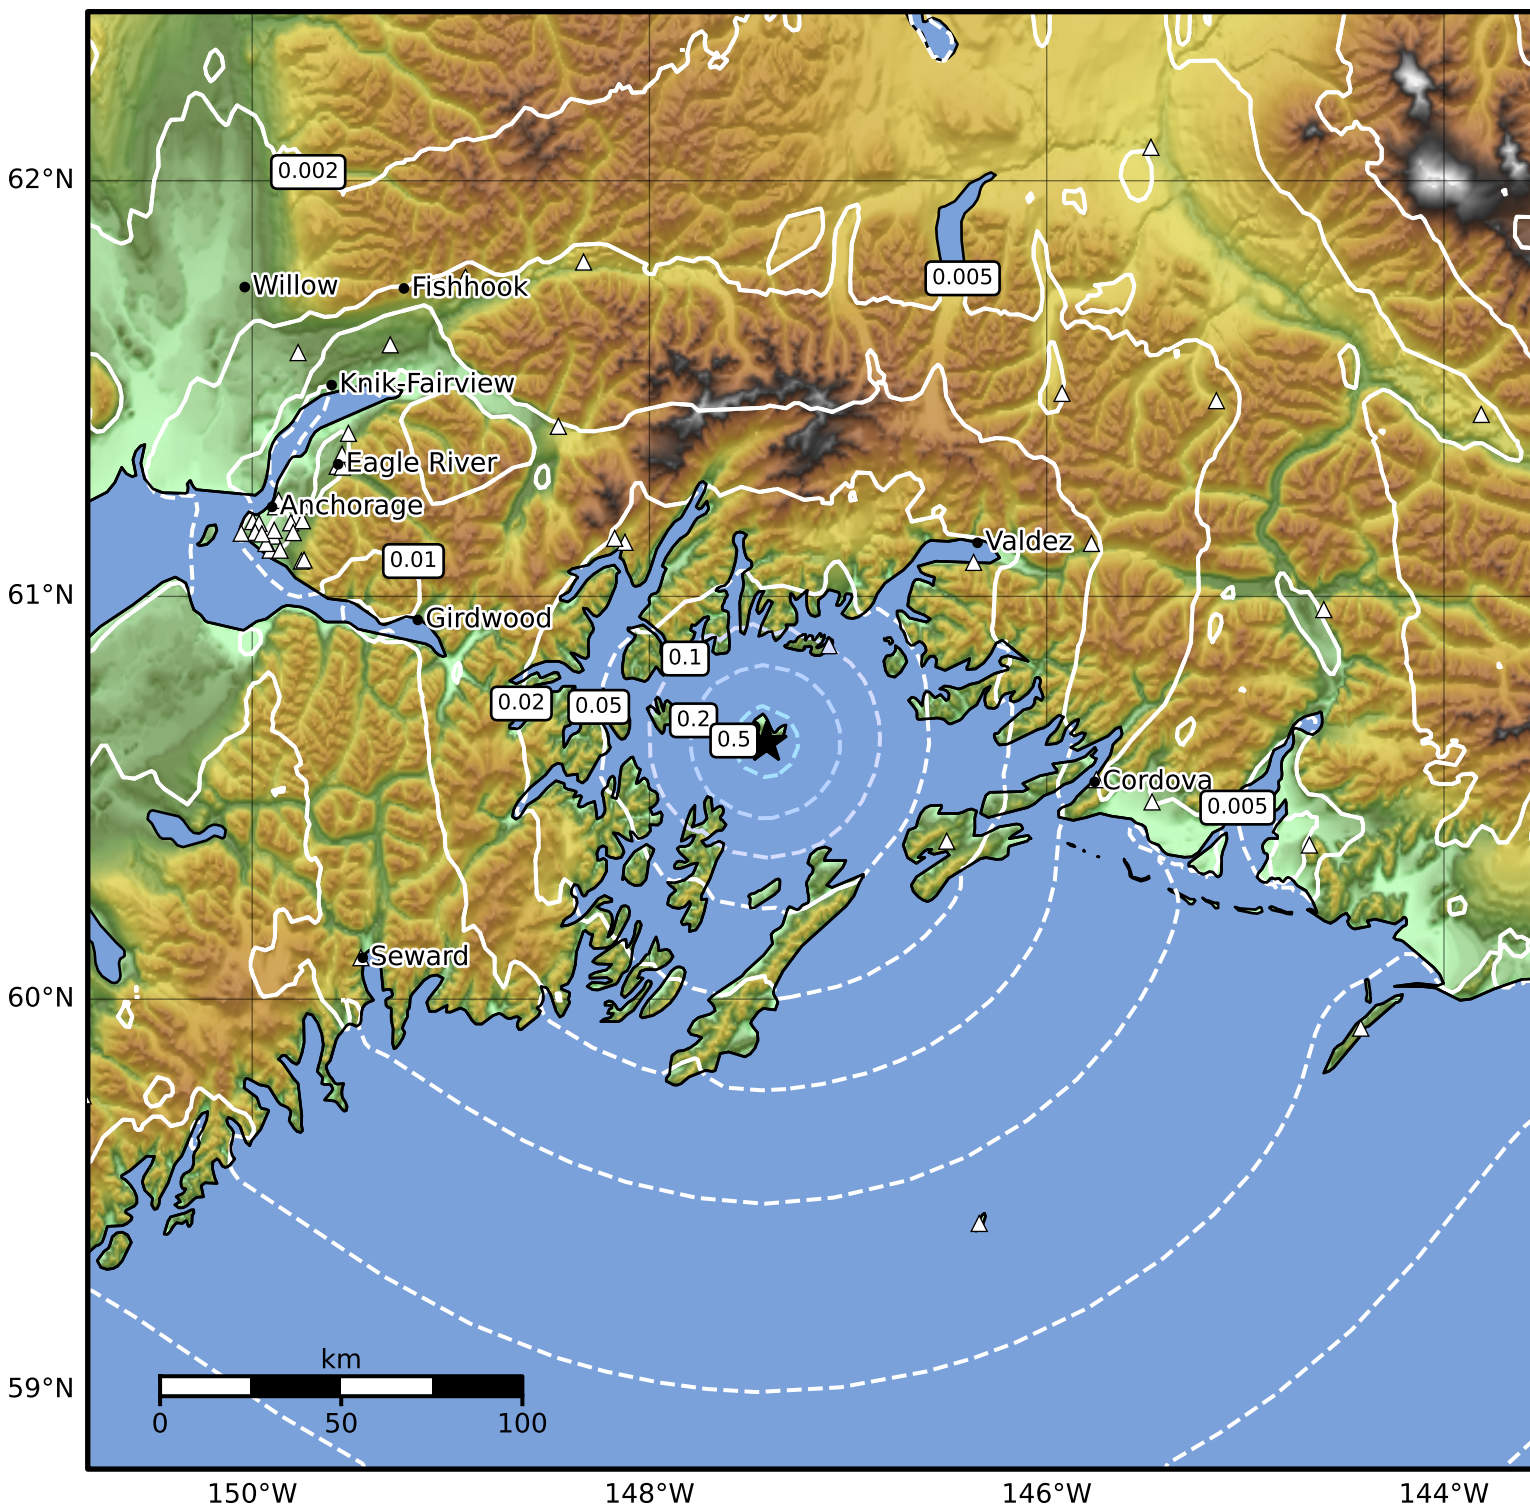 62°N
0.002
0.005
Willow
Fishhook
Knik-Fairview
Eagle River
Anchorage
Valdez
0.01
61°N
Girdwood
0.1
0.02
0.05
0.2
0.5
Cordova
0.005
Seward
60°N
km
59°N
0
50
100
150°W
148°W
146°W
144°W